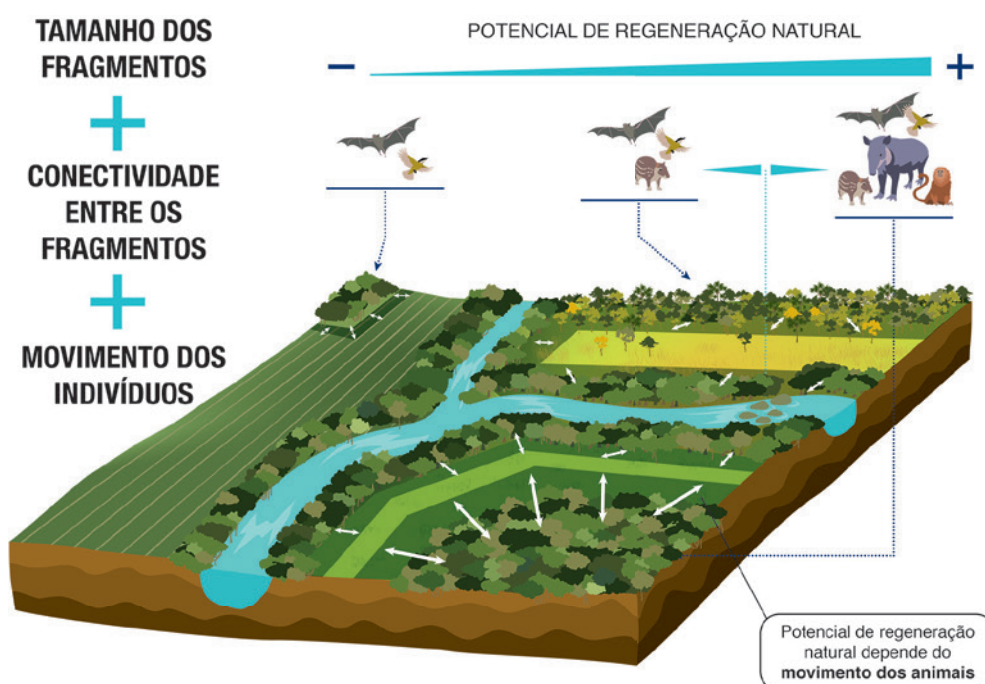 TAMANHO DOS
FRAGMENTOS
+
CONECTIVIDADE
ENTRE OS
FRAGMENTOS
+
MOVIMENTO DOS
INDIVÍDUOS
POTENCIAL DE REGENERAÇÃO NATURAL
− +
Potencial de regeneração
natural depende do
movimento dos animais